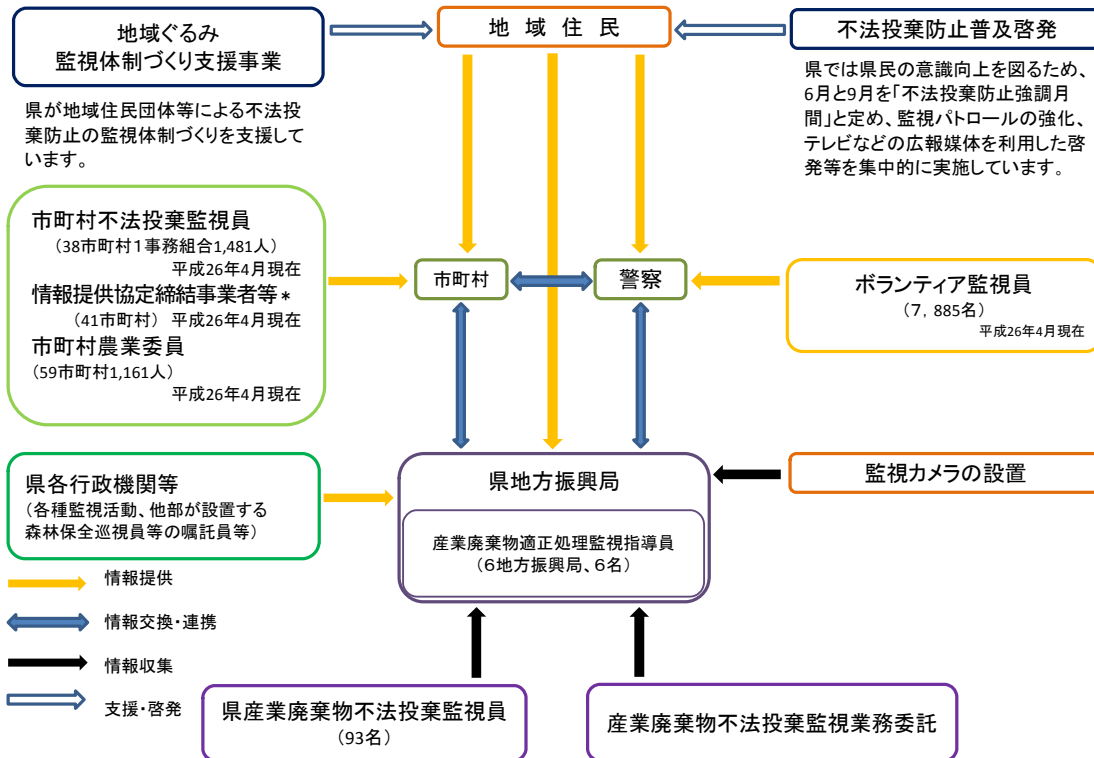 地域ぐるみ
監視体制づくり支援事業
地 域 住 民
不法投棄防止普及啓発
県が地域住民団体等による不法投
棄防止の監視体制づくりを支援して
います。
県では県民の意識向上を図るため、
6月と9月を「不法投棄防止強調月
間」と定め、監視パトロールの強化、
テレビなどの広報媒体を利用した啓
発等を集中的に実施しています。
市町村不法投棄監視員
（38市町村１事務組合1,481人）
平成26年4月現在
情報提供協定締結事業者等＊
（41市町村） 平成26年4月現在
市町村農業委員
（59市町村1,161人）
平成26年4月現在
市町村
警察
ボランティア監視員
（７，８８５名）
平成26年4月現在
県各行政機関等
（各種監視活動、他部が設置する
森林保全巡視員等の嘱託員等）
県地方振興局
産業廃棄物適正処理監視指導員
（６地方振興局、６名）
監視カメラの設置
情報提供
情報交換・連携
情報収集
支援・啓発
県産業廃棄物不法投棄監視員
（93名）
産業廃棄物不法投棄監視業務委託